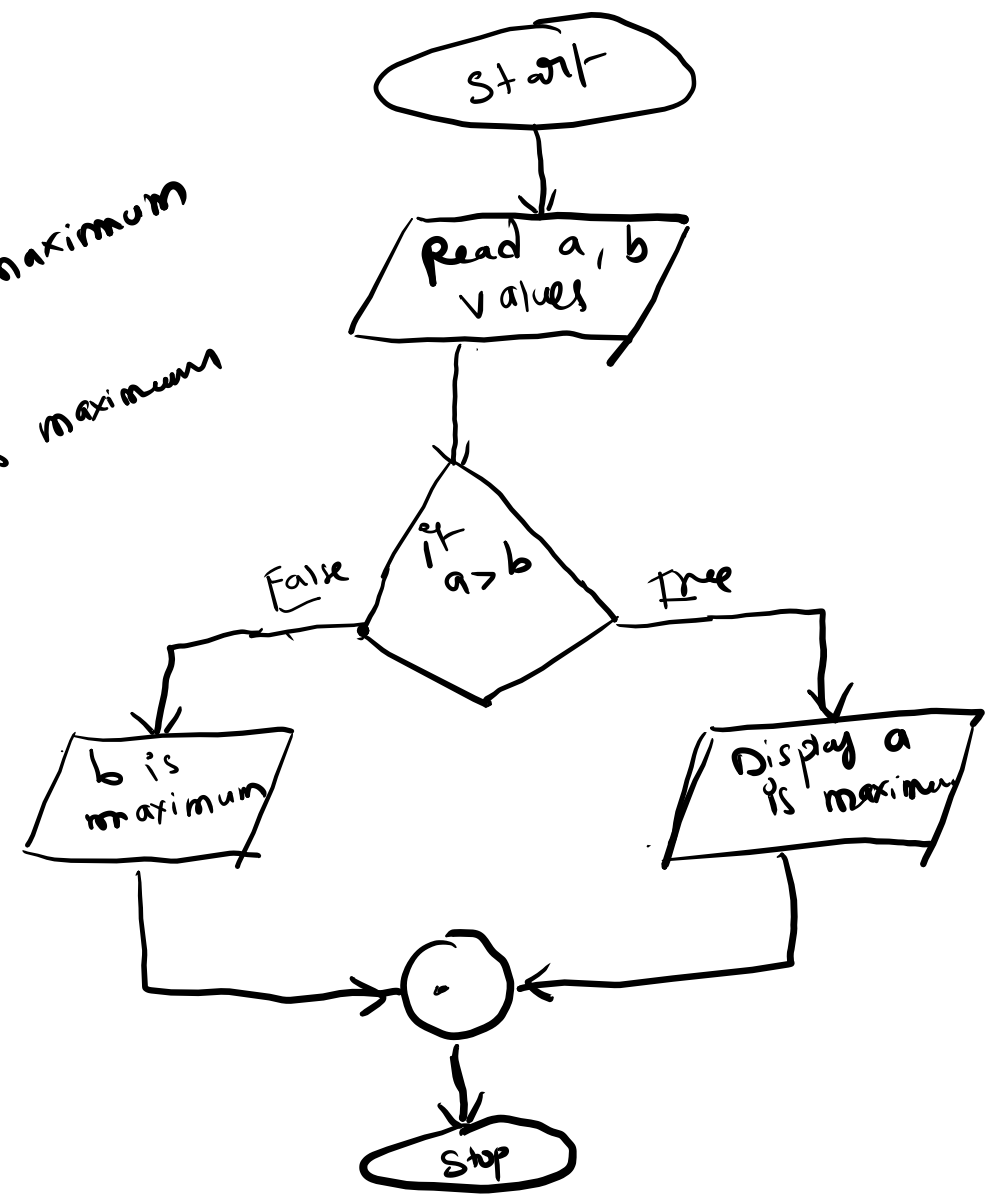 Start
maximum
Read a, b
values
maximum
if
a> b
False
True
b is
maximum
Display a
is maximum
Stop